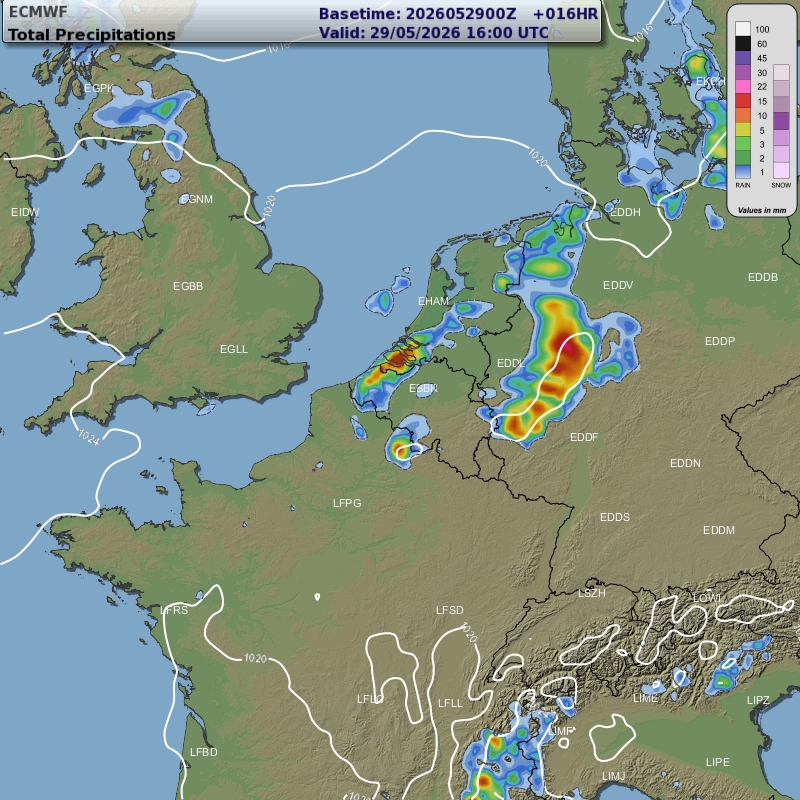 ECMWF
Total Precipitations
Basetime: 2026052900Z +016HR
Valid: 29/05/2026 16:00 UTC
100
60
45
30
22
15
10
5
3
2
1
RAIN SNOW
Values in mm
1016
1016
EGPK
EKCH
1020
EGNM
1020
EIDW
EDDH
EGBB
EDDV
EDDB
EHAM
EGLL
EDDP
EDDL
EBBR
1024
EDDF
EDDN
LFPG
EDDS
EDDM
LSZH
LOWI
LFRS
LFSD
1020
1020
LFLC
LFLL
LIML
LIPZ
LIMF
LFBD
LIPE
LIMJ